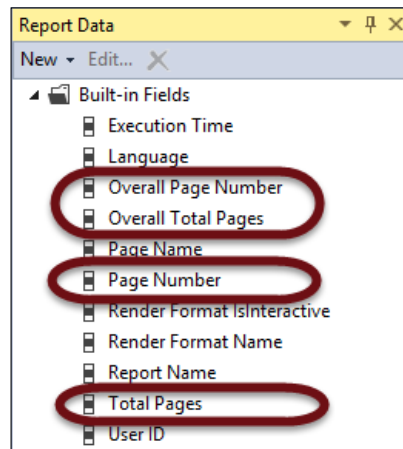 Report Data
New Edit...
Built-in Fields
Execution Time
Language
Overall Page Number
Overall Total Pages
Page Name
Page Number
Render Format IsInteractive
Render Format Name
Report Name
Total Pages
User ID